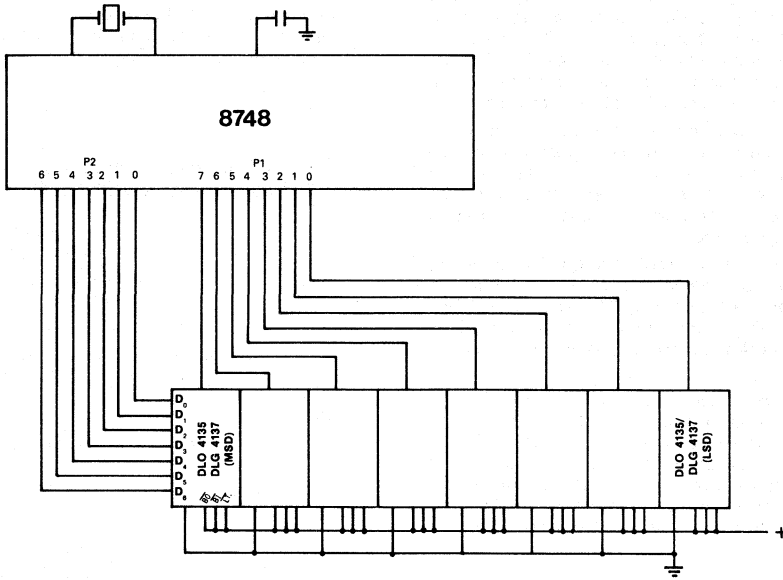 8748
P2 P1
6 5 4 3 2 1 0 7 6 5 4 3 2 1 0
D0
D1
D2
D3
D4
D5
D6
DLO 4135
DLG 4137
(MSD)
DLO 4135/
DLG 4137
(LSD)